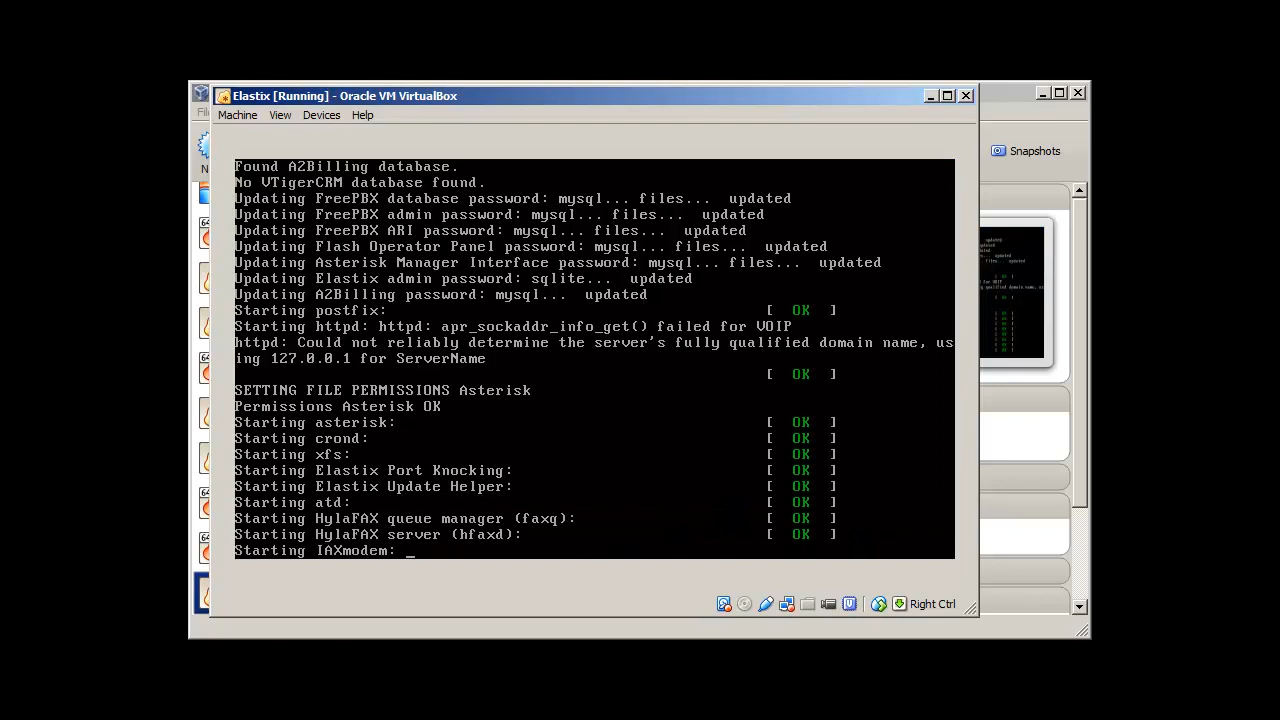 Elastix [Running] - Oracle VM VirtualBox
Machine View Devices Help
Snapshots
Found A2Billing database.
No VTigerCRM database found.
Updating FreePBX database password: mysql... files...  updated
Updating FreePBX admin password: mysql... files...  updated
Updating FreePBX ARI password: mysql... files...  updated
Updating Flash Operator Panel password: mysql... files...  updated
Updating Asterisk Manager Interface password: mysql... files...  updated
Updating Elastix admin password: sqlite...  updated
Updating A2Billing password: mysql...  updated
Starting postfix: [ OK ]
Starting httpd: httpd: apr_sockaddr_info_get() failed for VOIP
httpd: Could not reliably determine the server's fully qualified domain name, us
ing 127.0.0.1 for ServerName
[ OK ]
SETTING FILE PERMISSIONS Asterisk
Permissions Asterisk OK
Starting asterisk: [ OK ]
Starting crond: [ OK ]
Starting xfs: [ OK ]
Starting Elastix Port Knocking: [ OK ]
Starting Elastix Update Helper: [ OK ]
Starting atd: [ OK ]
Starting HylaFAX queue manager (faxq): [ OK ]
Starting HylaFAX server (hfaxd): [ OK ]
Starting IAXmodem: _
Right Ctrl